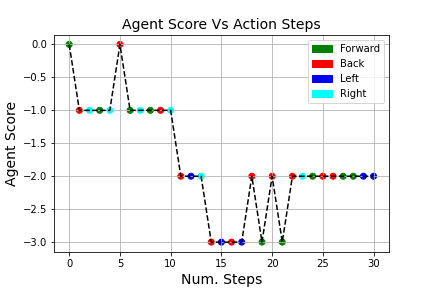 Agent Score Vs Action Steps
Agent Score
0.0
−0.5
−1.0
−1.5
−2.0
−2.5
−3.0
Forward
Back
Left
Right
0 5 10 15 20 25 30
Num. Steps